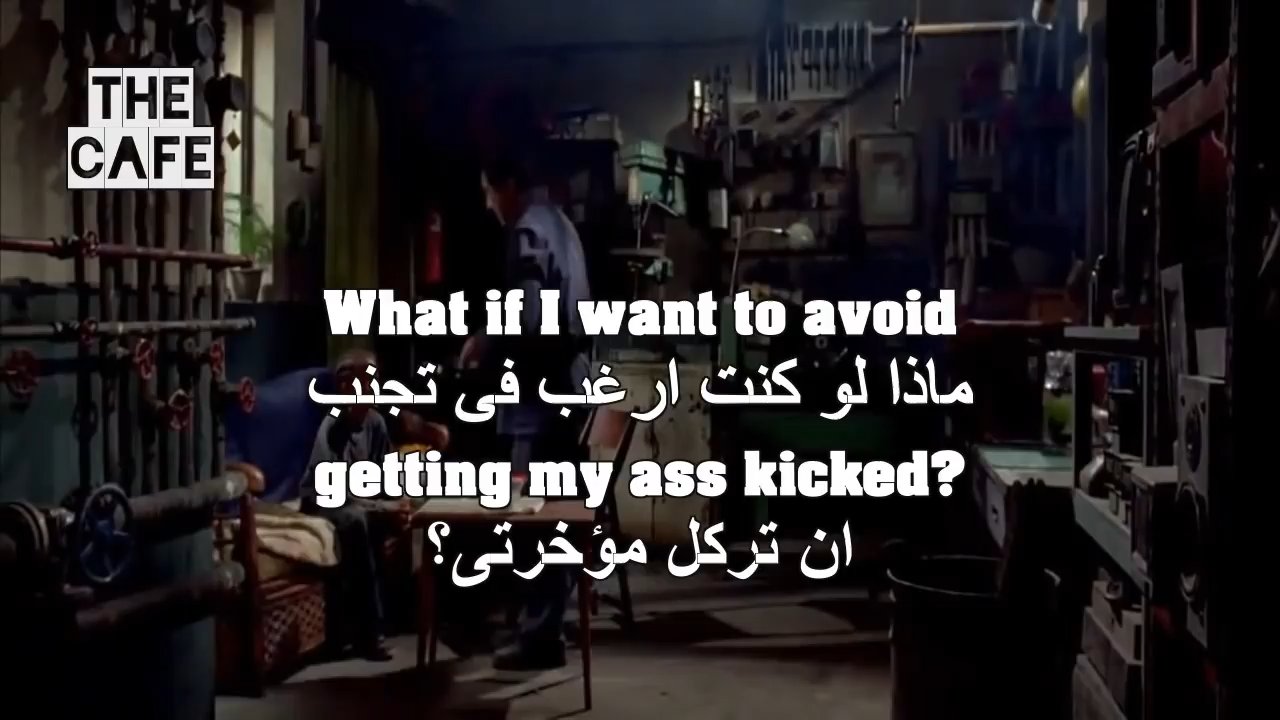 THE
CAFE
What if I want to avoid
ماذا لو كنت ارغب فى تجنب
getting my ass kicked?
ان تركل مؤخرتى؟